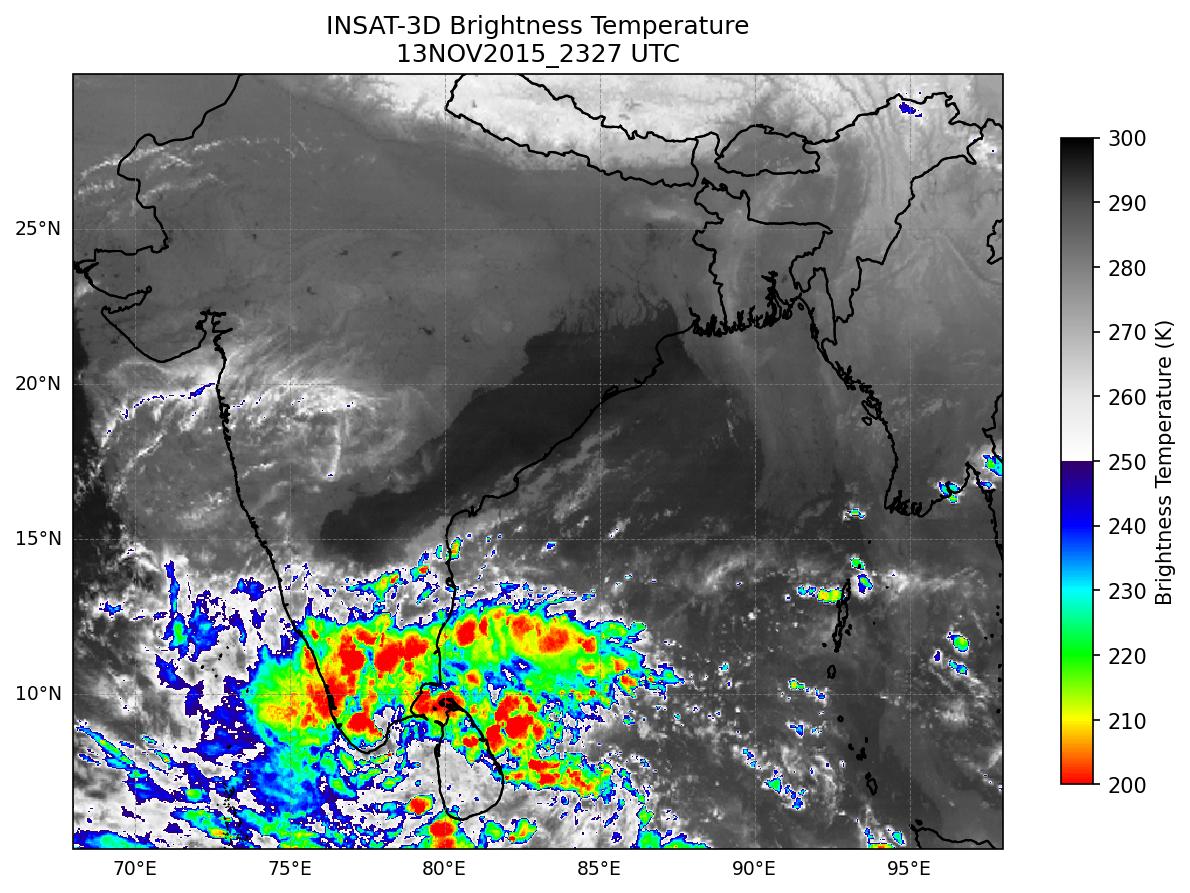 INSAT-3D Brightness Temperature
13NOV2015_2327 UTC
25°N
20°N
15°N
10°N
70°E
75°E
80°E
85°E
90°E
95°E
300
290
280
270
260
250
240
230
220
210
200
Brightness Temperature (K)